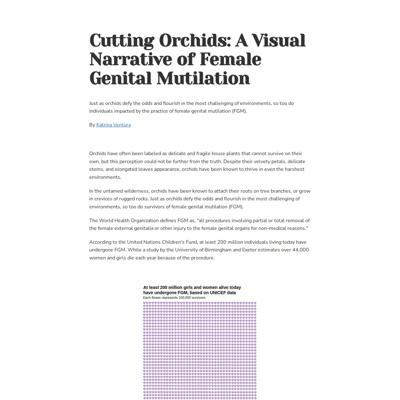 Cutting Orchids: A Visual
Narrative of Female
Genital Mutilation
Just as orchids defy the odds and flourish in the most challenging of environments, so too do
individuals impacted by the practice of female genital mutilation (FGM).
By Katrina Ventura
Orchids have often been labeled as delicate and fragile house plants that cannot survive on their
own, but this perception could not be further from the truth. Despite their velvety petals, delicate
stems, and elongated leaves appearance, orchids have been known to thrive in even the harshest
environments.
In the untamed wilderness, orchids have been known to attach their roots on tree branches, or grow
in crevices of rugged rocks. Just as orchids defy the odds and flourish in the most challenging of
environments, so too do survivors of female genital mutilation (FGM).
The World Health Organization defines FGM as, "all procedures involving partial or total removal of
the female external genitalia or other injury to the female genital organs for non-medical reasons."
According to the United Nations Children's Fund, at least 200 million individuals living today have
undergone FGM. While a study by the University of Birmingham and Exeter estimates over 44,000
women and girls die each year because of the procedure.
At least 200 million girls and women alive today
have undergone FGM, based on UNICEF data
Each flower represents 100,000 survivors